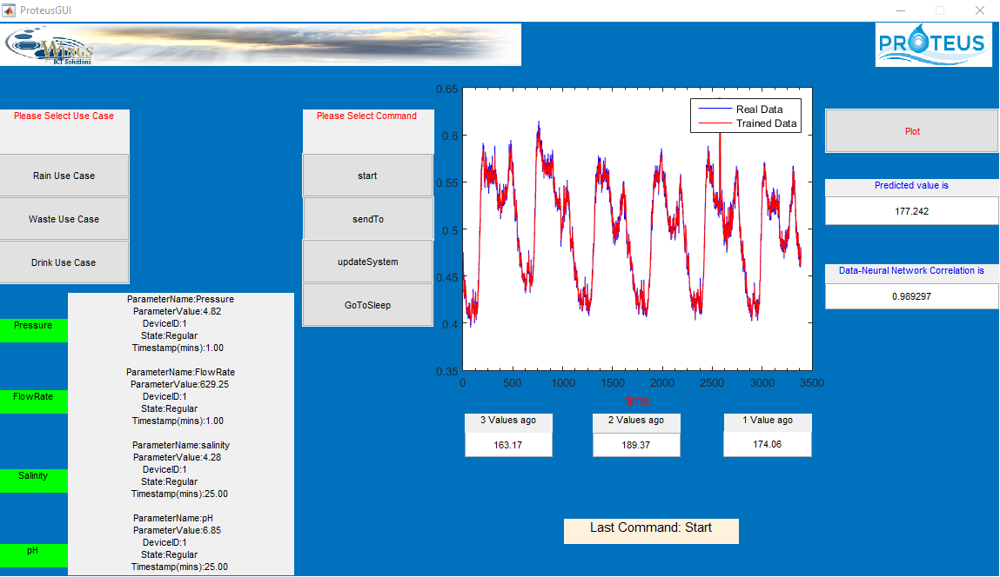 ProteusGUI
WINGS
ICT Solutions
PROTEUS
Please Select Use Case
Rain Use Case
Waste Use Case
Drink Use Case
Please Select Command
start
sendTo
updateSystem
GoToSleep
0.65
0.6
0.55
0.5
0.45
0.4
0.35
0
500
1000
1500
2000
2500
3000
3500
time
Real Data
Trained Data
Plot
Predicted value is
177.242
Data-Neural Network Correlation is
0.989297
Pressure
FlowRate
Salinity
pH
ParameterName:Pressure
ParameterValue:4.82
DeviceID:1
State:Regular
Timestamp(mins):1.00
ParameterName:FlowRate
ParameterValue:629.25
DeviceID:1
State:Regular
Timestamp(mins):1.00
ParameterName:salinity
ParameterValue:4.28
DeviceID:1
State:Regular
Timestamp(mins):25.00
ParameterName:pH
ParameterValue:6.85
DeviceID:1
State:Regular
Timestamp(mins):25.00
3 Values ago
163.17
2 Values ago
189.37
1 Value ago
174.06
Last Command: Start